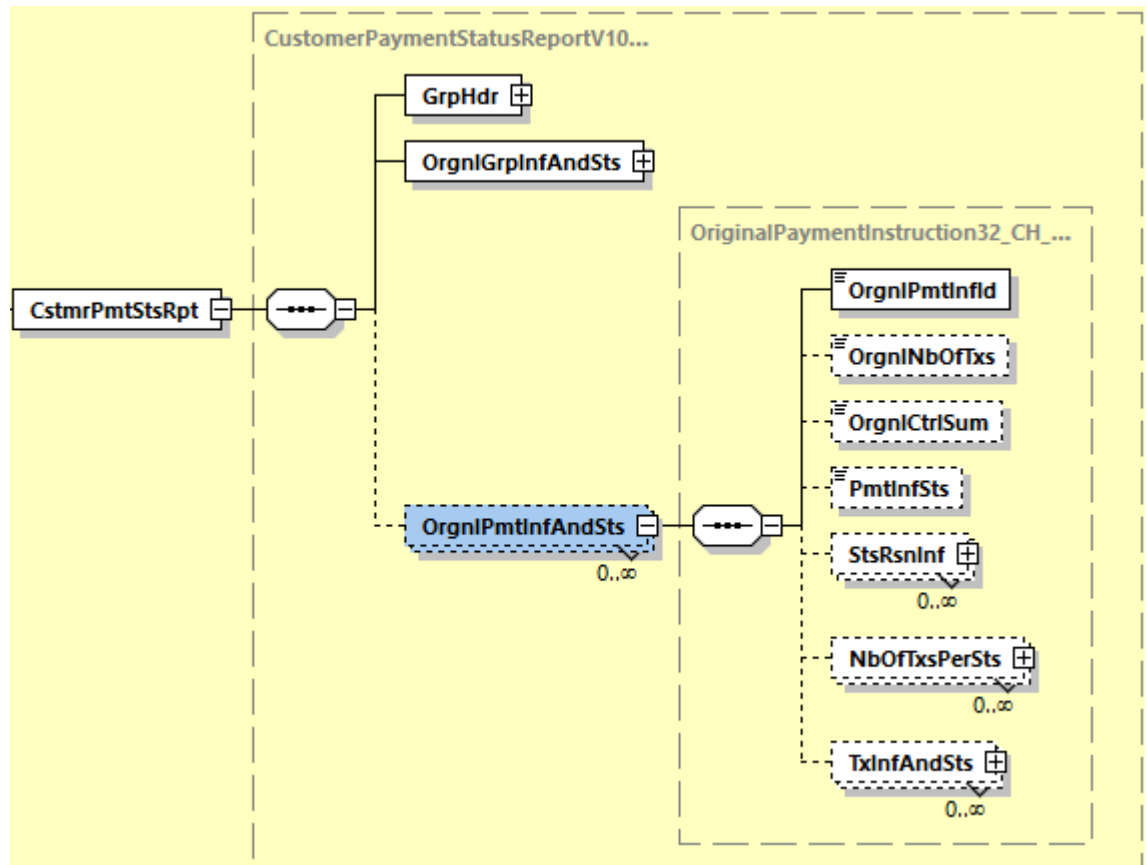 CustomerPaymentStatusReportV10...
GrpHdr
OrgnlGrpInfAndSts
OriginalPaymentInstruction32_CH_...
OrgnlPmtInfId
CstmrPmtStsRpt
OrgnlNbOfTxs
OrgnlCtrlSum
PmtInfSts
OrgnlPmtInfAndSts
0..∞
StsRsnInf
0..∞
NbOfTxsPerSts
0..∞
TxInfAndSts
0..∞